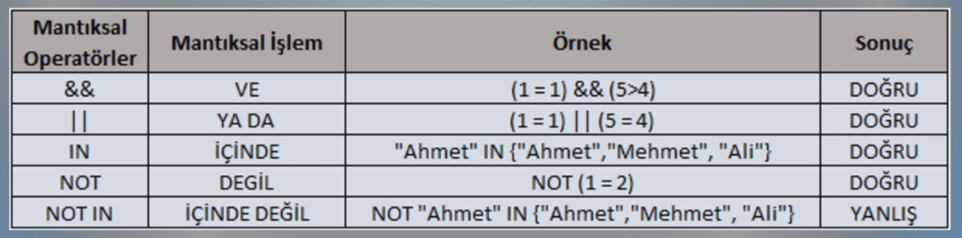 Mantıksal Operatörler Mantıksal İşlem Örnek Sonuç
&& VE (1 = 1) && (5>4) DOĞRU
|| YA DA (1 = 1) || (5 = 4) DOĞRU
IN İÇİNDE "Ahmet" IN {"Ahmet","Mehmet", "Ali"} DOĞRU
NOT DEGİL NOT (1 = 2) DOĞRU
NOT IN İÇİNDE DEĞİL NOT "Ahmet" IN {"Ahmet","Mehmet", "Ali"} YANLIŞ